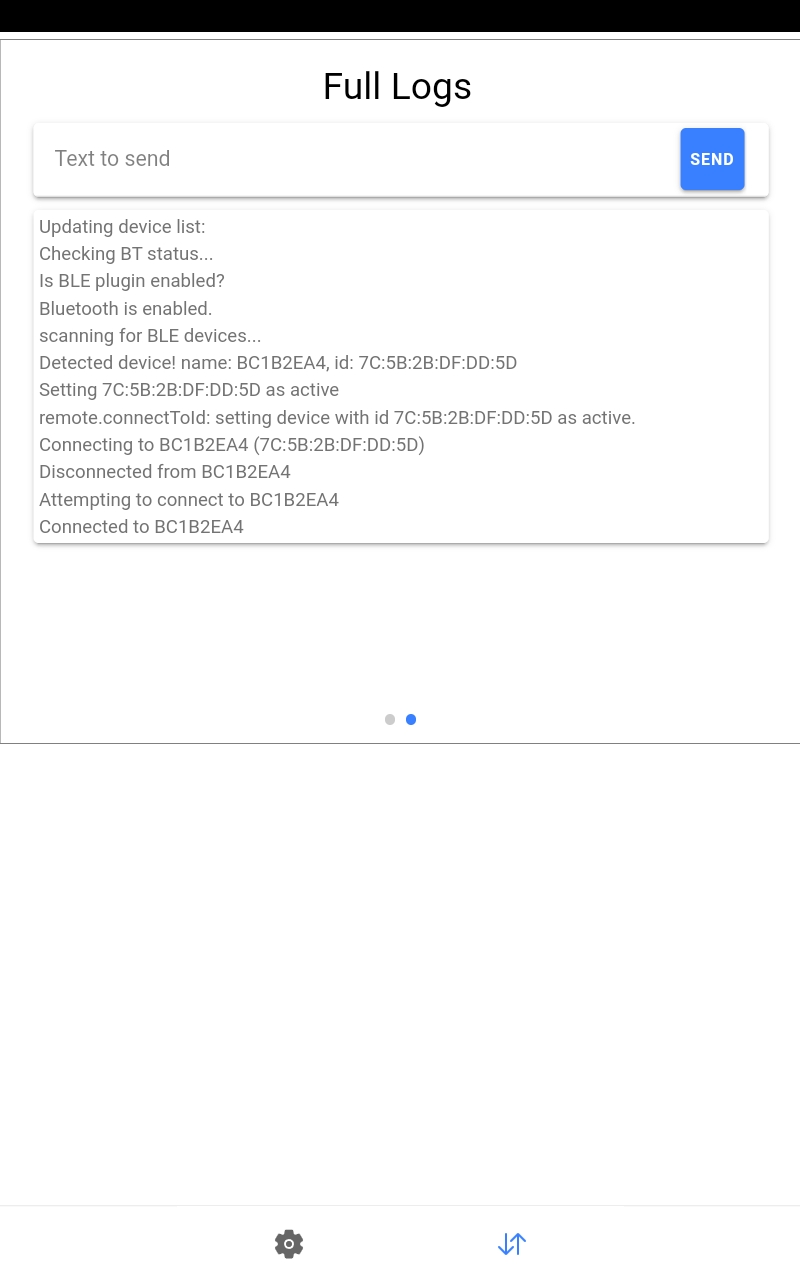 Full Logs
Text to send
SEND
Updating device list:
Checking BT status...
Is BLE plugin enabled?
Bluetooth is enabled.
scanning for BLE devices...
Detected device! name: BC1B2EA4, id: 7C:5B:2B:DF:DD:5D
Setting 7C:5B:2B:DF:DD:5D as active
remote.connectToId: setting device with id 7C:5B:2B:DF:DD:5D as active.
Connecting to BC1B2EA4 (7C:5B:2B:DF:DD:5D)
Disconnected from BC1B2EA4
Attempting to connect to BC1B2EA4
Connected to BC1B2EA4